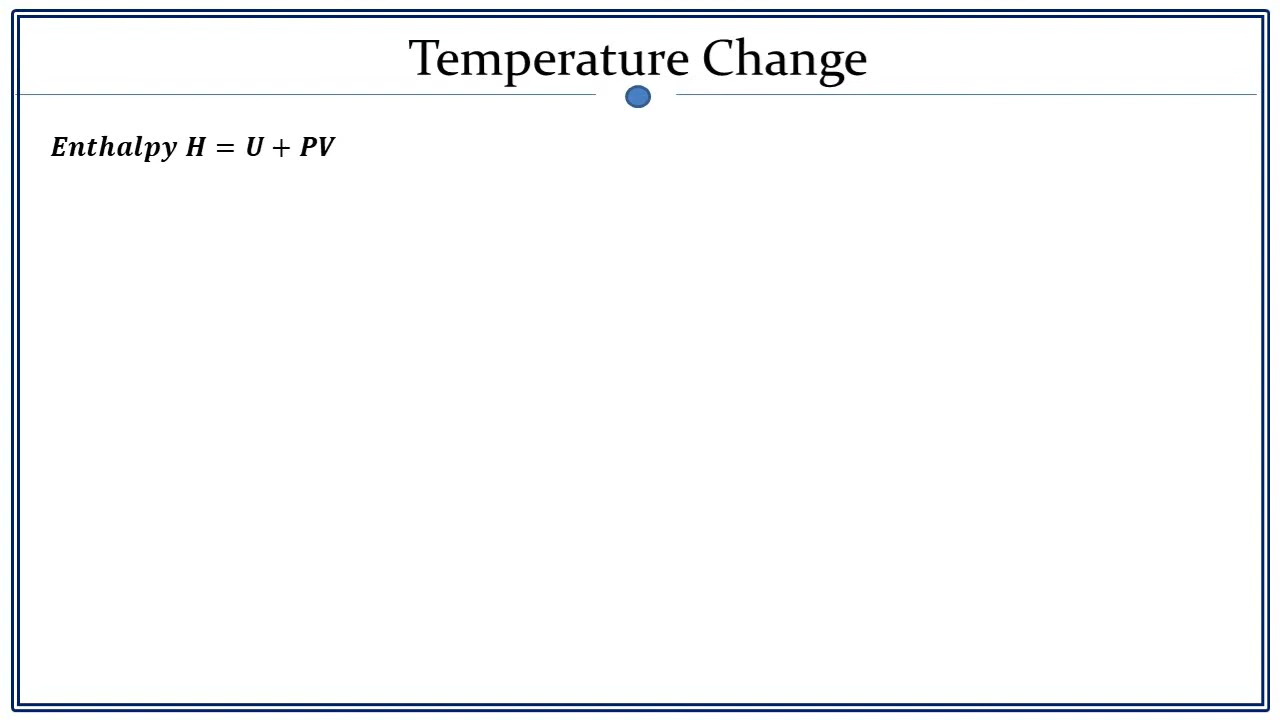 Temperature Change
Enthalpy H = U + PV